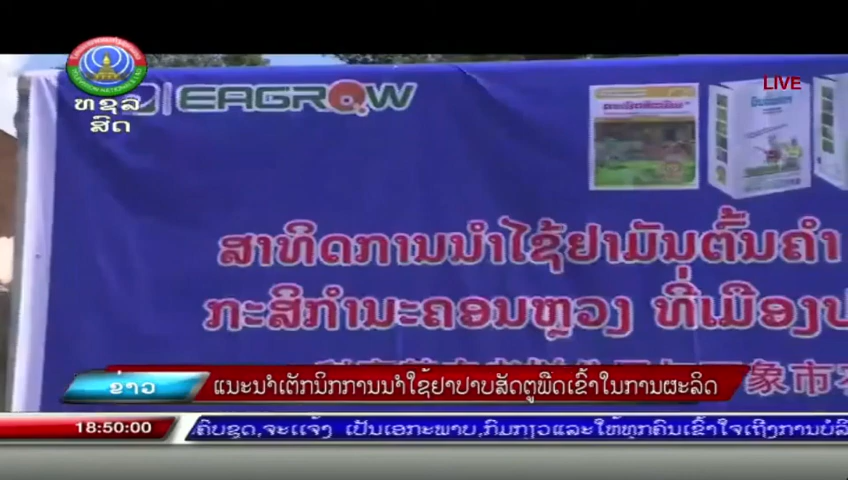 EAGROW
LIVE
ທຊລ
ສົດ
ສາທິດການນຳໄຊ້ຢາມັນຕົ້ນຄຳ
ກະສິກຳນະຄອນຫຼວງ ທີ່ເມືອງປ
象市
ຂ່າວ
ແນະນຳເຕັກນິກການນຳໃຊ້ຢາປາບສັດຕູພືດເຂົ້າໃນການຜະລິດ
18:50:00
ຄົບຊຸດ,ຈະແຈ້ງ ເປັນເອກະພາບ,ກົມກຽວແລະໃຫ້ທຸກຄົນເຂົ້າໃຈເຖິງການບໍລິ